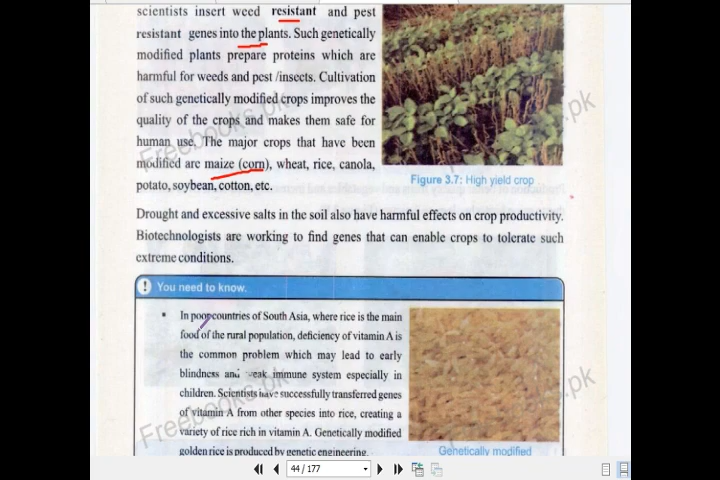 scientists insert weed resistant and pest
resistant genes into the plants. Such genetically
modified plants prepare proteins which are
harmful for weeds and pest /insects. Cultivation
of such genetically modified crops improves the
quality of the crops and makes them safe for
human use. The major crops that have been
modified are maize (corn), wheat, rice, canola,
potato, soybean, cotton, etc.
Figure 3.7: High yield crop
Drought and excessive salts in the soil also have harmful effects on crop productivity.
Biotechnologists are working to find genes that can enable crops to tolerate such
extreme conditions.
! You need to know.
▪ In poor countries of South Asia, where rice is the main
food of the rural population, deficiency of vitamin A is
the common problem which may lead to early
blindness and weak immune system especially in
children. Scientists have successfully transferred genes
of vitamin A from other species into rice, creating a
variety of rice rich in vitamin A. Genetically modified
golden rice is produced by genetic engineering.
Genetically modified
Freebooks.pk
Freebooks.pk
44 / 177